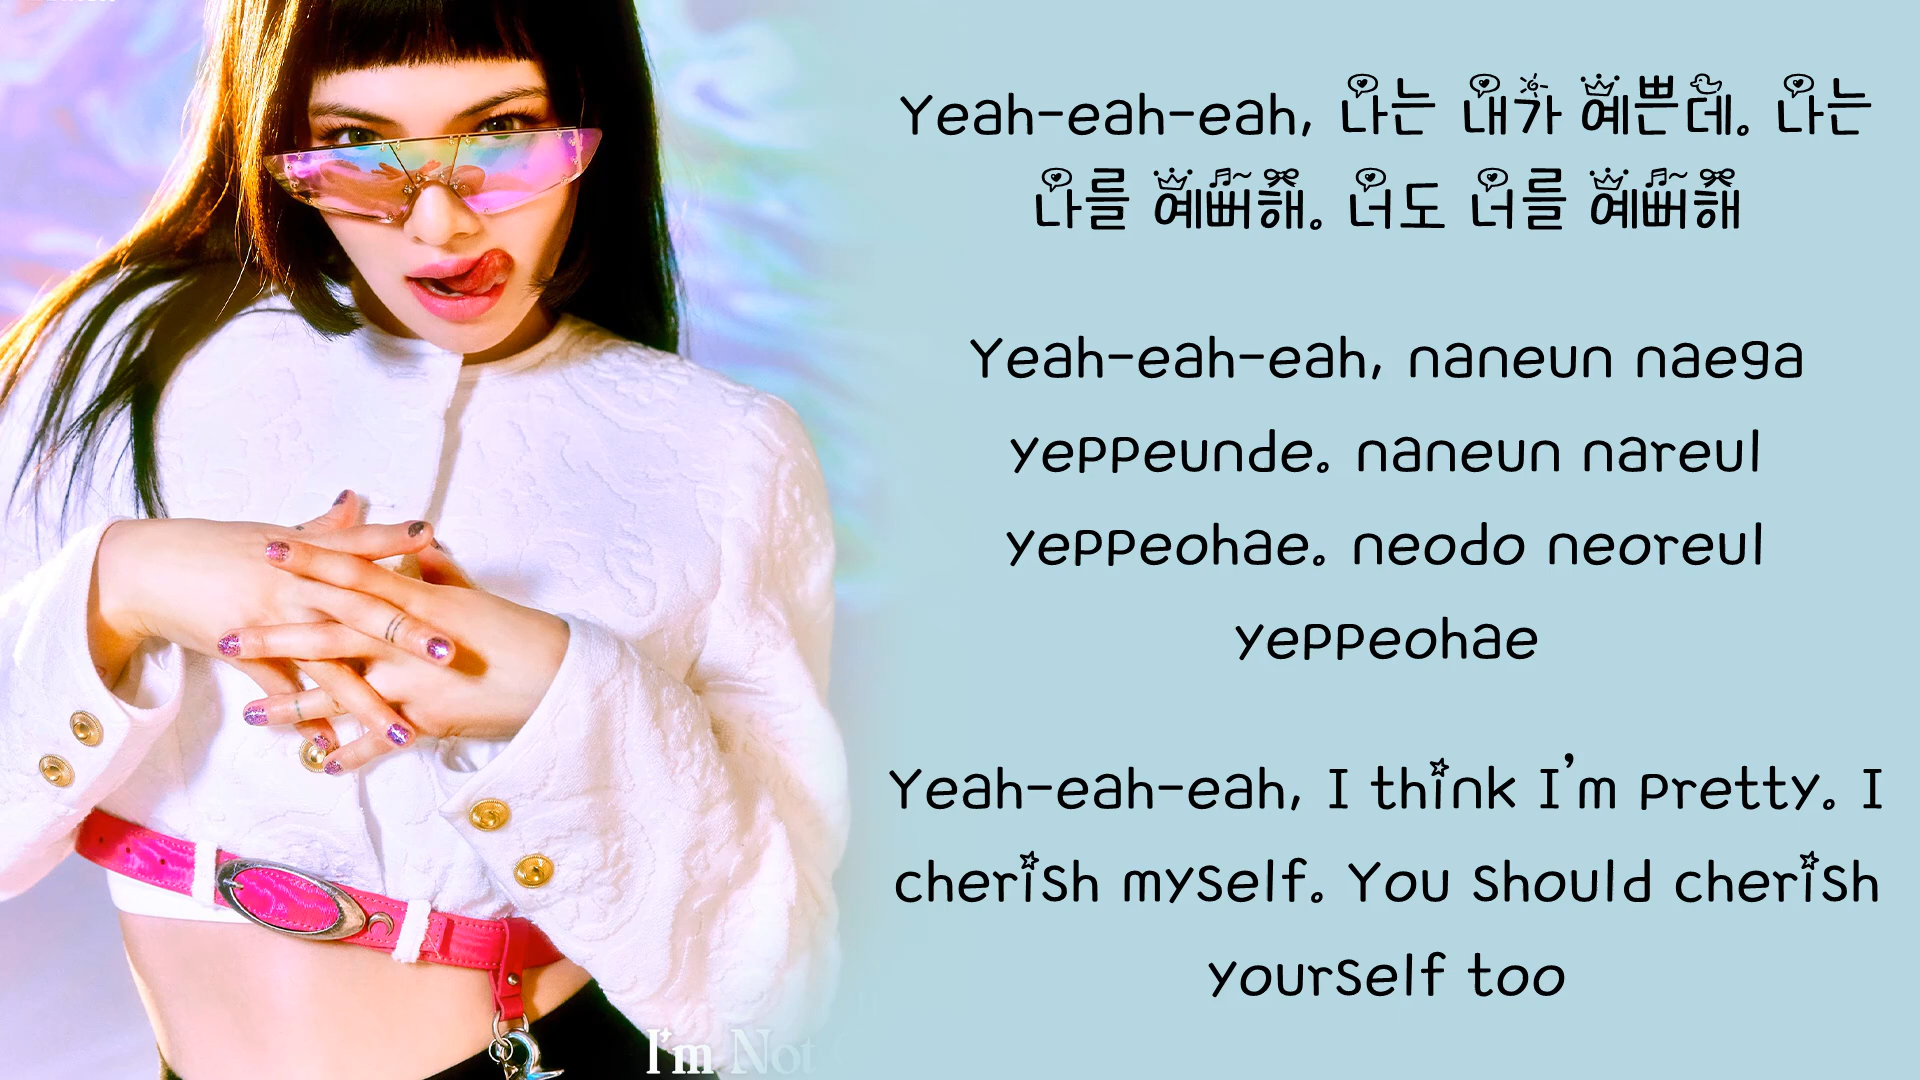 Yeah-eah-eah, 나는 내가 예쁜데. 나는
나를 예뻐해. 너도 너를 예뻐해
Yeah-eah-eah, naneun naega
yeppeunde. naneun nareul
yeppeohae. neodo neoreul
yeppeohae
Yeah-eah-eah, I think I'm pretty. I
cherish myself. You should cherish
yourself too
I'm Not